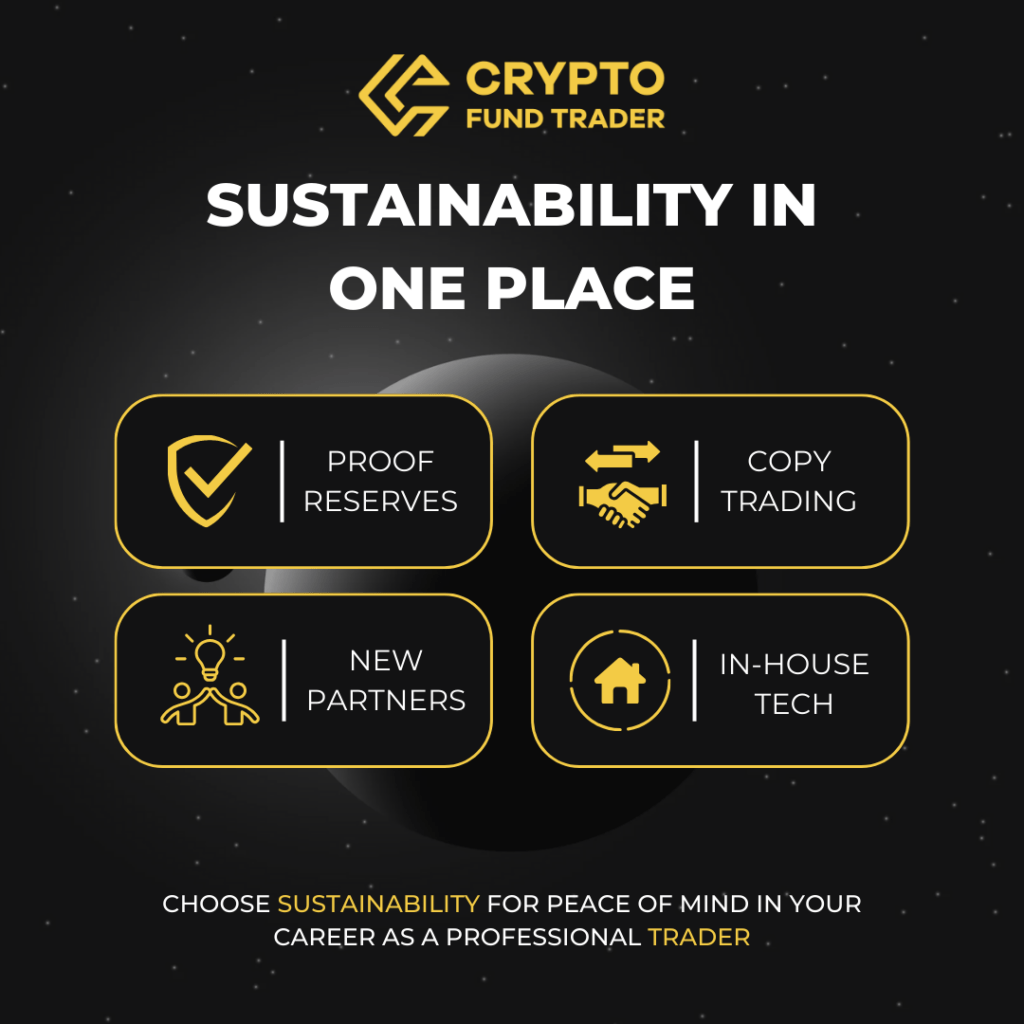 CRYPTO
FUND TRADER
SUSTAINABILITY IN
ONE PLACE
PROOF
RESERVES
COPY
TRADING
NEW
PARTNERS
IN-HOUSE
TECH
CHOOSE SUSTAINABILITY FOR PEACE OF MIND IN YOUR
CAREER AS A PROFESSIONAL TRADER